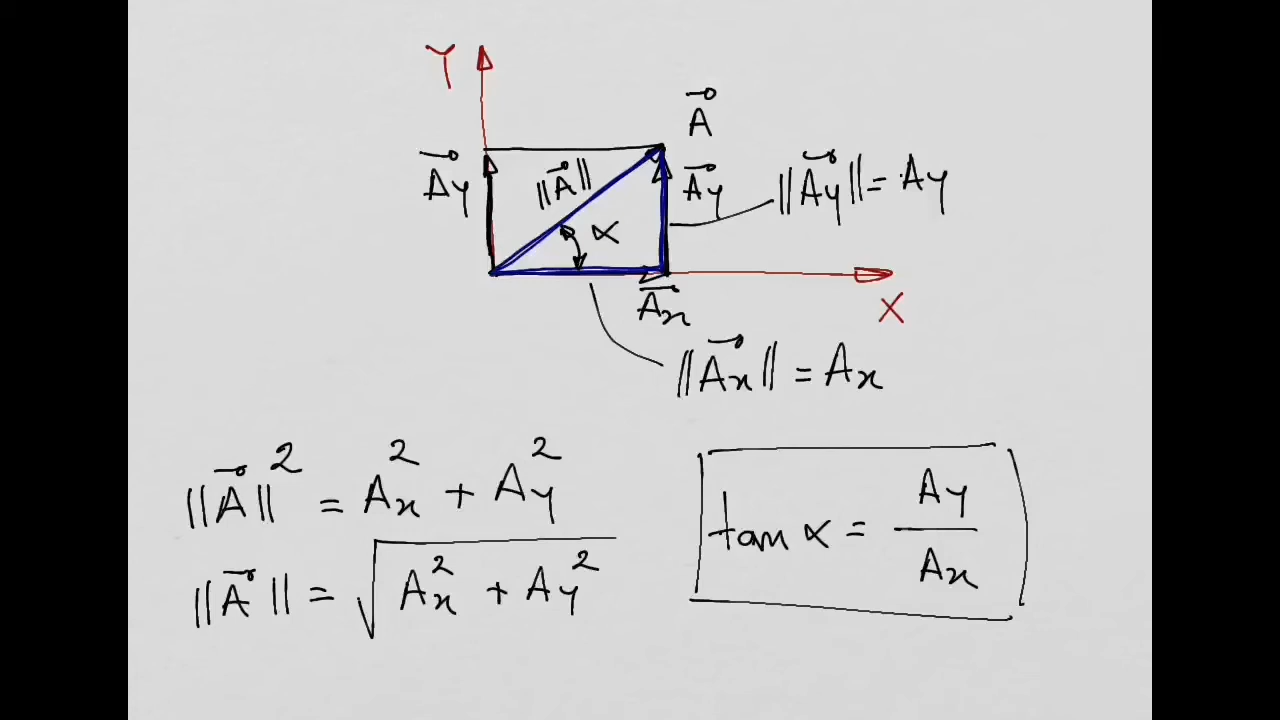 Y
A⃗
A⃗y
||A⃗||
A⃗y
||A⃗y|| = Ay
α
A⃗x
X
||A⃗x|| = Ax
||A⃗||² = Ax² + Ay²
||A⃗|| = √(Ax² + Ay²)
tan α = Ay/Ax